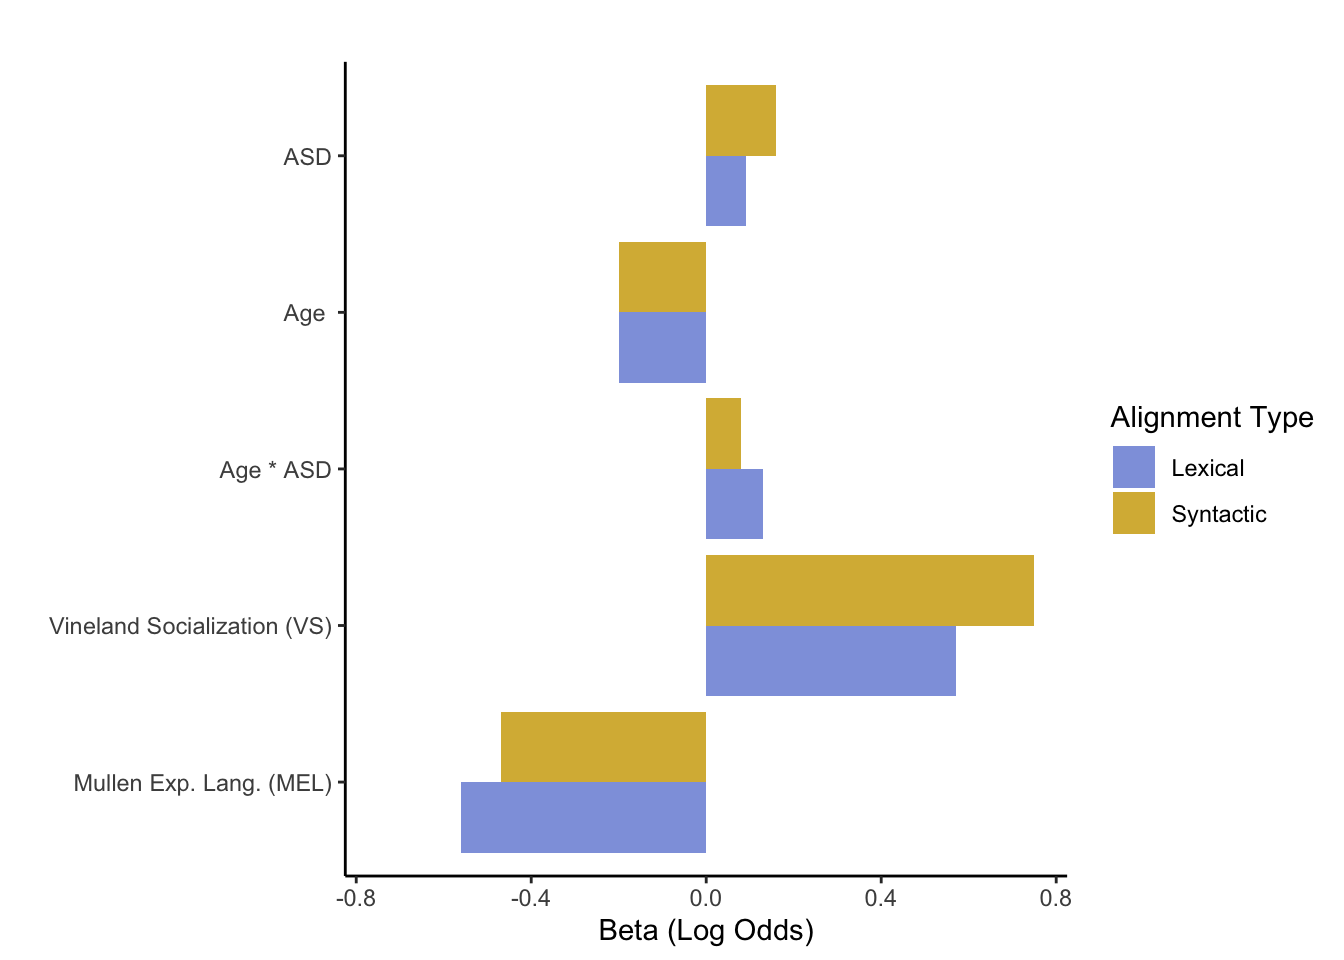 ASD
Age
Age * ASD
Vineland Socialization (VS)
Mullen Exp. Lang. (MEL)
-0.8
-0.4
0.0
0.4
0.8
Beta (Log Odds)
Alignment Type
Lexical
Syntactic